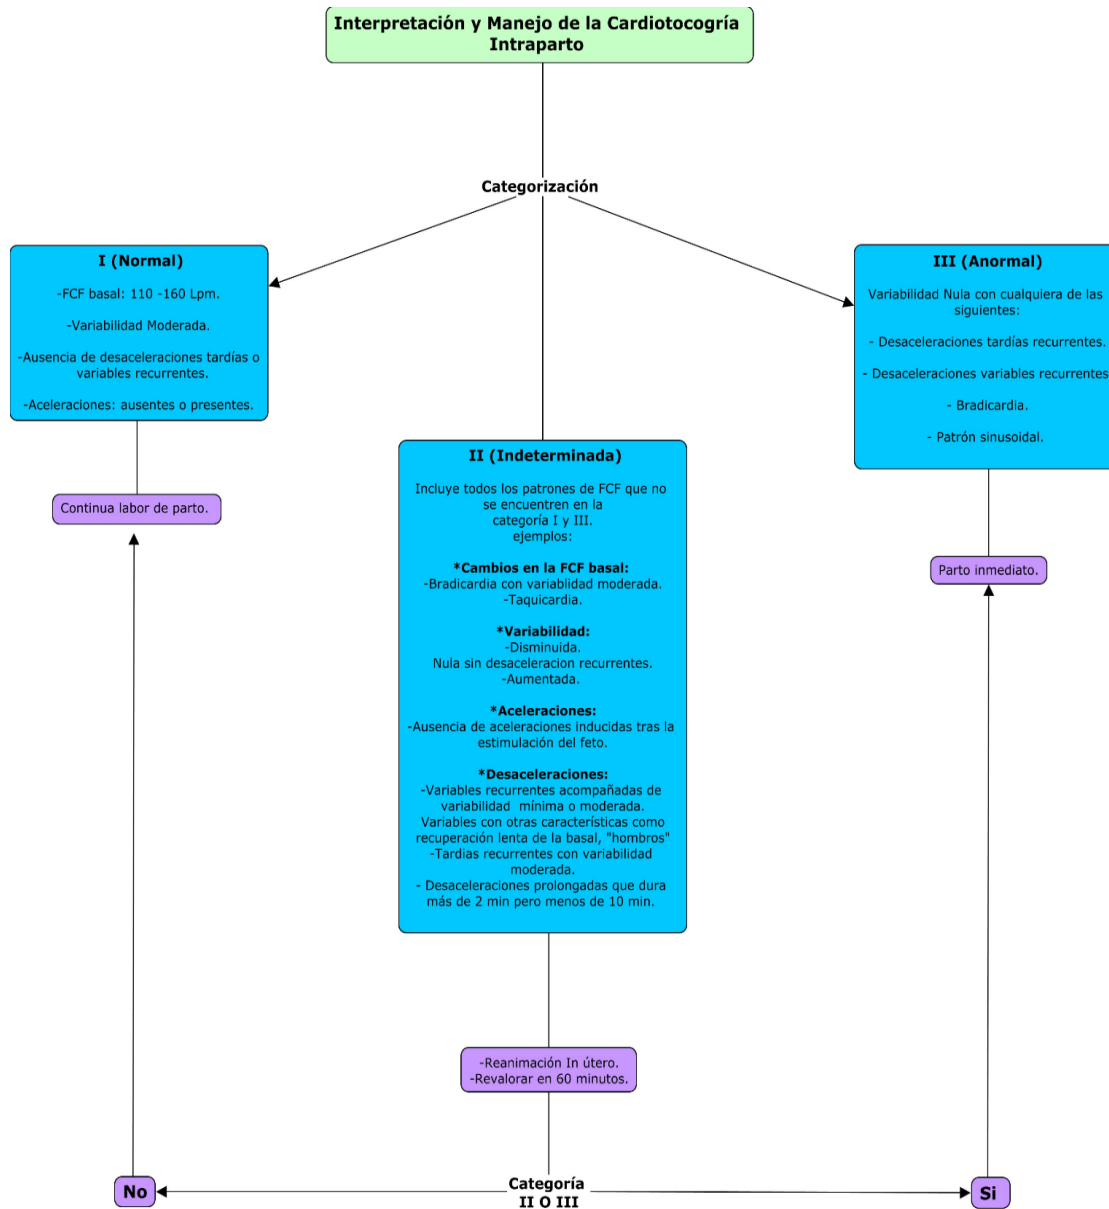 Interpretación y Manejo de la Cardiotocogría
Intraparto
Categorización
I (Normal)
-FCF basal: 110 -160 Lpm.
-Variabilidad Moderada.
-Ausencia de desaceleraciones tardías o
variables recurrentes.
-Aceleraciones: ausentes o presentes.
Continua labor de parto.
III (Anormal)
Variabilidad Nula con cualquiera de las
siguientes:
- Desaceleraciones tardías recurrentes.
- Desaceleraciones variables recurrentes
- Bradicardia.
- Patrón sinusoidal.
Parto inmediato.
II (Indeterminada)
Incluye todos los patrones de FCF que no
se encuentren en la
categoría I y III.
ejemplos:
*Cambios en la FCF basal:
-Bradicardia con variablidad moderada.
-Taquicardia.
*Variabilidad:
-Disminuida.
Nula sin desaceleracion recurrentes.
-Aumentada.
*Aceleraciones:
-Ausencia de aceleraciones inducidas tras la
estimulación del feto.
*Desaceleraciones:
-Variables recurrentes acompañadas de
variabilidad mínima o moderada.
Variables con otras características como
recuperación lenta de la basal, "hombros"
-Tardias recurrentes con variabilidad
moderada.
- Desaceleraciones prolongadas que dura
más de 2 min pero menos de 10 min.
-Reanimación In útero.
-Revalorar en 60 minutos.
No
Categoría
II O III
Si